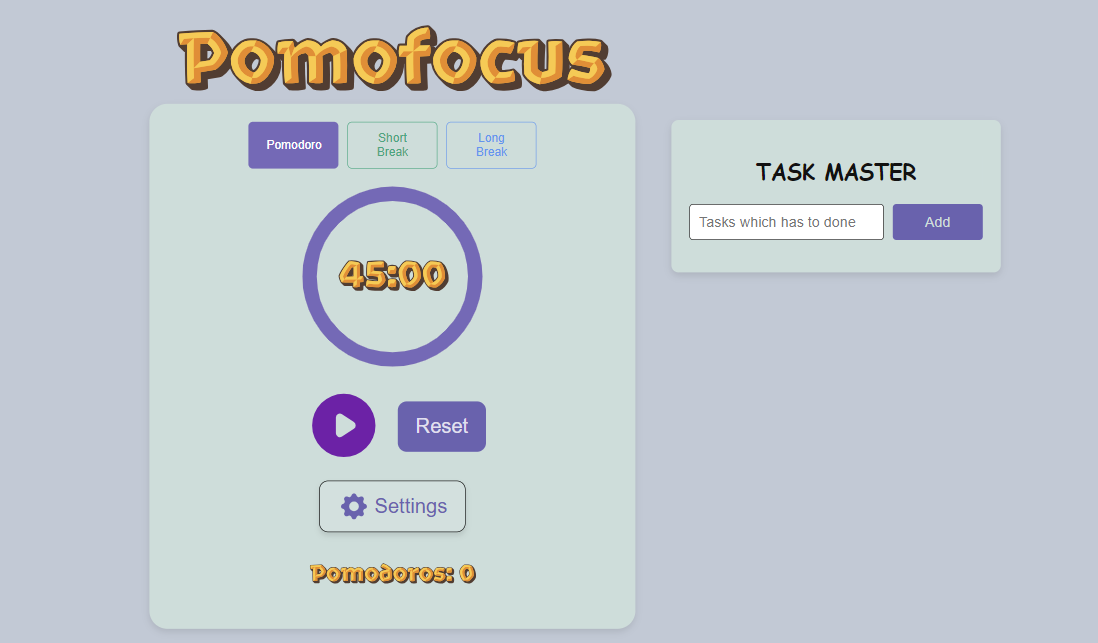 Pomofocus
Pomodoro
Short
Break
Long
Break
45:00
Reset
Settings
Pomodoros: 0
TASK MASTER
Tasks which has to done
Add